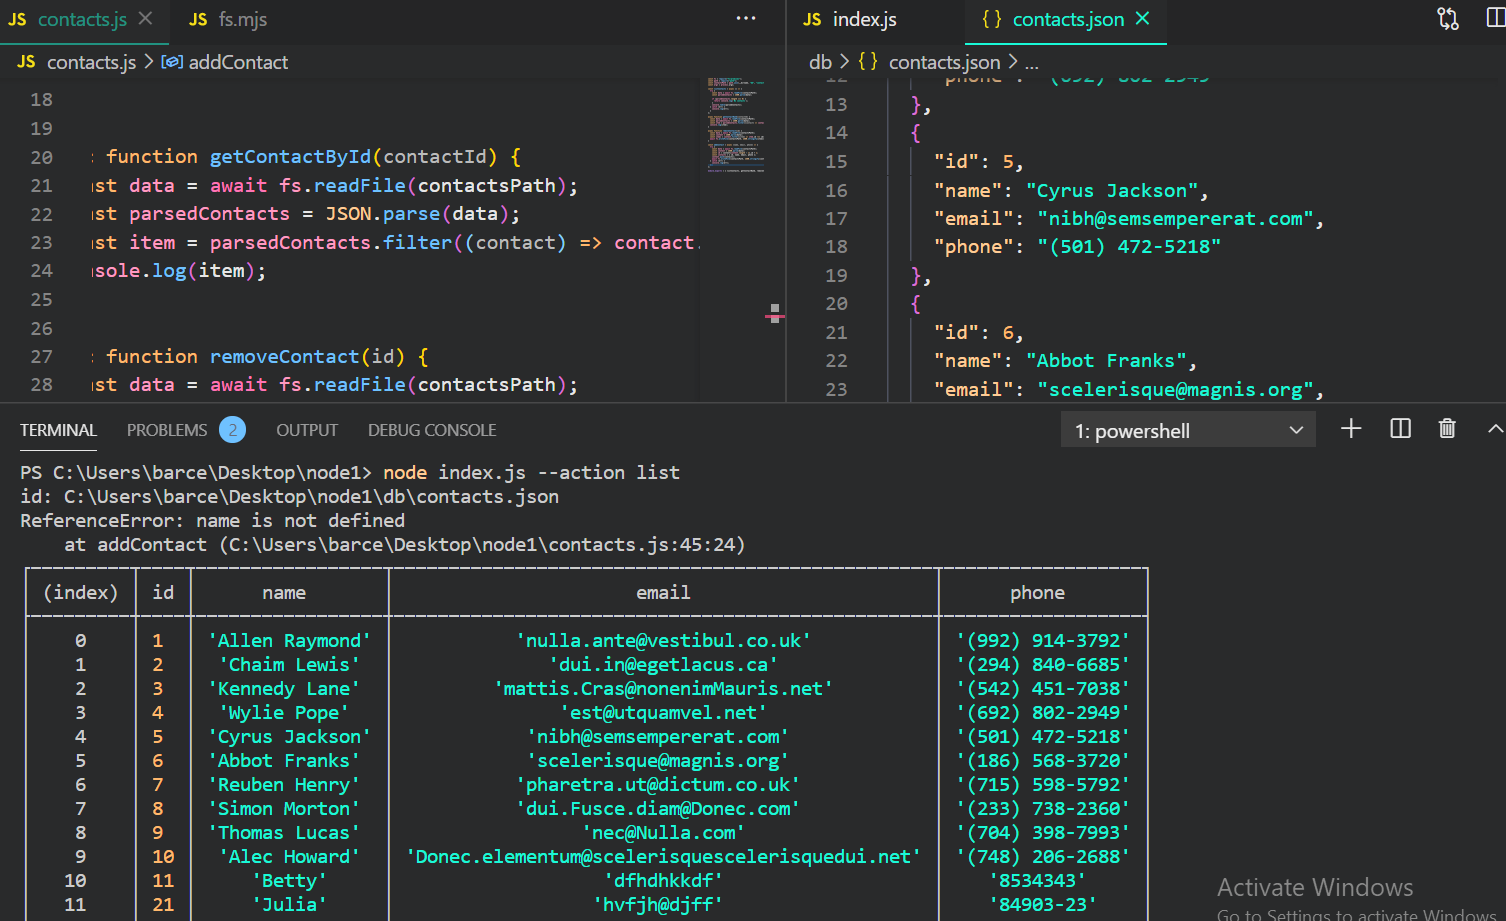 JS contacts.js
JS fs.mjs
JS contacts.js > addContact
18
19
20 : function getContactById(contactId) {
21 nst data = await fs.readFile(contactsPath);
22 nst parsedContacts = JSON.parse(data);
23 nst item = parsedContacts.filter((contact) => contact.
24 nsole.log(item);
25
26
27 : function removeContact(id) {
28 nst data = await fs.readFile(contactsPath);
JS index.js
{ } contacts.json
db > { } contacts.json > ...
12 "phone": "(692) 802-2949"
13 },
14 {
15 "id": 5,
16 "name": "Cyrus Jackson",
17 "email": "nibh@semsempererat.com",
18 "phone": "(501) 472-5218"
19 },
20 {
21 "id": 6,
22 "name": "Abbot Franks",
23 "email": "scelerisque@magnis.org",
TERMINAL PROBLEMS 2 OUTPUT DEBUG CONSOLE
1: powershell
PS C:\Users\barce\Desktop\node1> node index.js --action list
id: C:\Users\barce\Desktop\node1\db\contacts.json
ReferenceError: name is not defined
at addContact (C:\Users\barce\Desktop\node1\contacts.js:45:24)
(index) id name email phone
0 1 'Allen Raymond' 'nulla.ante@vestibul.co.uk' '(992) 914-3792'
1 2 'Chaim Lewis' 'dui.in@egetlacus.ca' '(294) 840-6685'
2 3 'Kennedy Lane' 'mattis.Cras@nonenimMauris.net' '(542) 451-7038'
3 4 'Wylie Pope' 'est@utquamvel.net' '(692) 802-2949'
4 5 'Cyrus Jackson' 'nibh@semsempererat.com' '(501) 472-5218'
5 6 'Abbot Franks' 'scelerisque@magnis.org' '(186) 568-3720'
6 7 'Reuben Henry' 'pharetra.ut@dictum.co.uk' '(715) 598-5792'
7 8 'Simon Morton' 'dui.Fusce.diam@Donec.com' '(233) 738-2360'
8 9 'Thomas Lucas' 'nec@Nulla.com' '(704) 398-7993'
9 10 'Alec Howard' 'Donec.elementum@scelerisquescelerisquedui.net' '(748) 206-2688'
10 11 'Betty' 'dfhdhkkdf' '8534343'
11 21 'Julia' 'hvfjh@djff' '84903-23'
Activate Windows
Go to Settings to activate Windows.